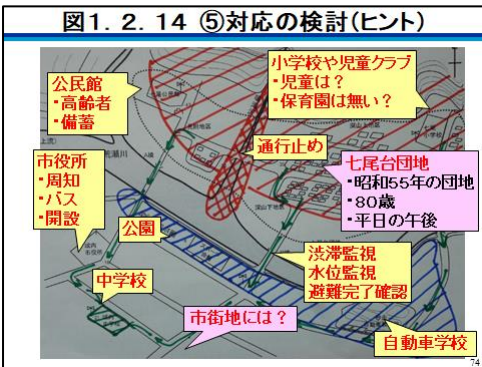 図1.2.14 ⑤対応の検討(ヒント)
公民館
・高齢者
・備蓄
小学校や児童クラブ
・児童は?
・保育園は無い?
通行止め
市役所
・周知
・バス
・開設
七尾台団地
・昭和55年の団地
・80歳
・平日の午後
公園
渋滞監視
水位監視
避難完了確認
中学校
市街地には?
自動車学校
荒瀬川
74